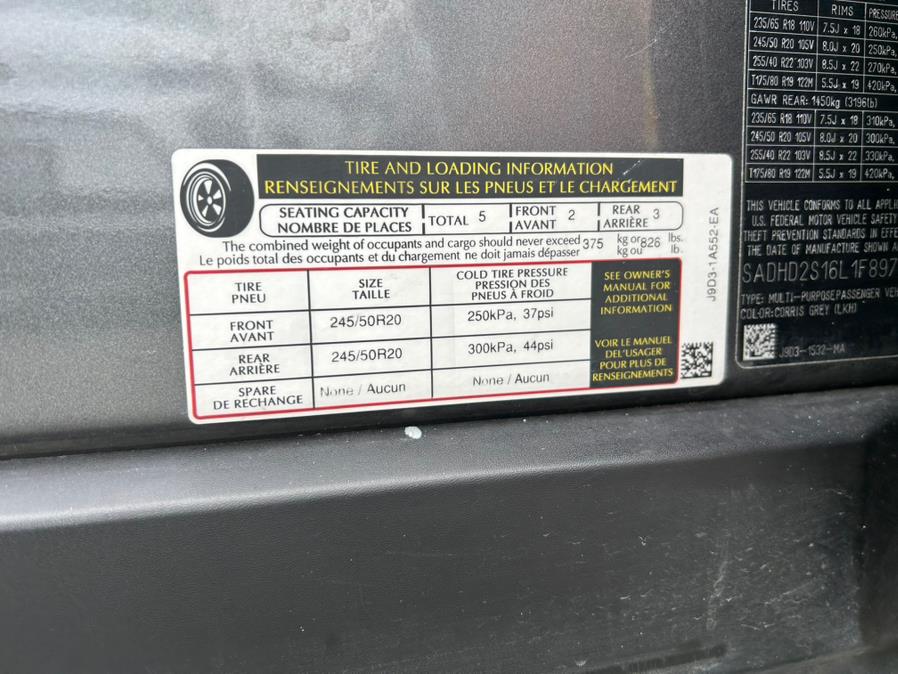 TIRE AND LOADING INFORMATION
RENSEIGNEMENTS SUR LES PNEUS ET LE CHARGEMENT
SEATING CAPACITY
NOMBRE DE PLACES
TOTAL 5
FRONT
AVANT 2
REAR
ARRIÈRE 3
The combined weight of occupants and cargo should never exceed 375 kg or 826 lbs.
Le poids total des occupants et du chargement ne doit jamais dépasser kg ou lb.
TIRE
PNEU
SIZE
TAILLE
COLD TIRE PRESSURE
PRESSION DES
PNEUS À FROID
FRONT
AVANT
245/50R20
250kPa, 37psi
REAR
ARRIÈRE
245/50R20
300kPa, 44psi
SPARE
DE RECHANGE
None / Aucun
None / Aucun
SEE OWNER'S
MANUAL FOR
ADDITIONAL
INFORMATION
VOIR LE MANUEL
DEL'USAGER
POUR PLUS DE
RENSEIGNEMENTS
J9D3-1A552-EA
TIRES RIMS PRESSURE
235/65 R18 110V 7.5J x 18 260kPa,
245/50 R20 105V 8.0J x 20 250kPa,
255/40 R22 103V 8.5J x 22 270kPa,
T175/80 R19 122M 5.5J x 19 420kPa,
GAWR REAR: 1450kg (3196lb)
235/65 R18 110V 7.5J x 18 310kPa,
245/50 R20 105V 8.0J x 20 300kPa,
255/40 R22 103V 8.5J x 22 330kPa,
T175/80 R19 122M 5.5J x 19 420kPa,
THIS VEHICLE CONFORMS TO ALL
U.S. FEDERAL MOTOR VEHICLE SAFETY
THEFT PREVENTION STANDARDS IN
THE DATE OF MANUFACTURE SHOWN
SADHD2S16L1F897
TYPE: MULTI-PURPOSE PASSENGER
COLOR: CORRIS GREY (LKH)
J9D3-1532-MA